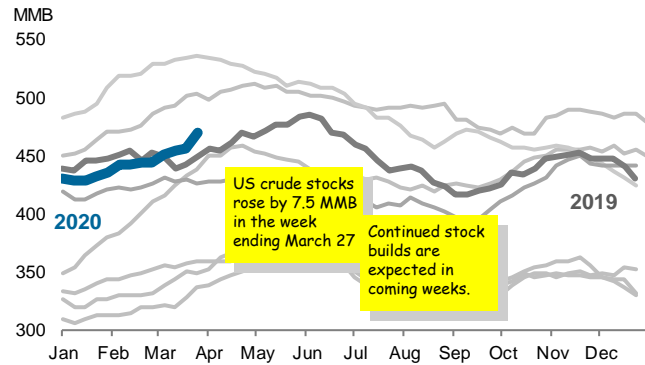 MMB
550
500
450
400
350
300
2020
2019
US crude stocks
rose by 7.5 MMB
in the week
ending March 27
Continued stock
builds are
expected in
coming weeks.
Jan Feb Mar Apr May Jun Jul Aug Sep Oct Nov Dec